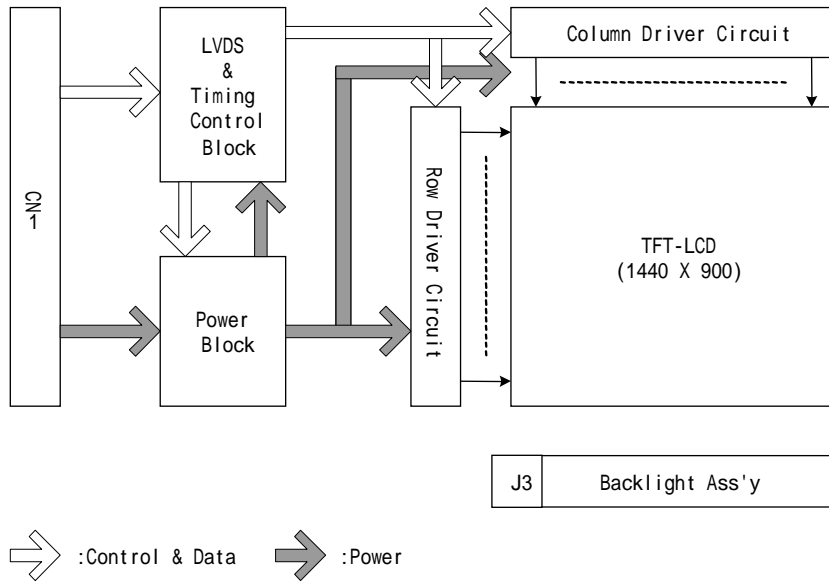 CN1
LVDS
&
Timing
Control
Block
Power
Block
Column Driver Circuit
Row Driver Circuit
TFT-LCD
(1440 X 900)
J3
Backlight Ass'y
:Control & Data
:Power